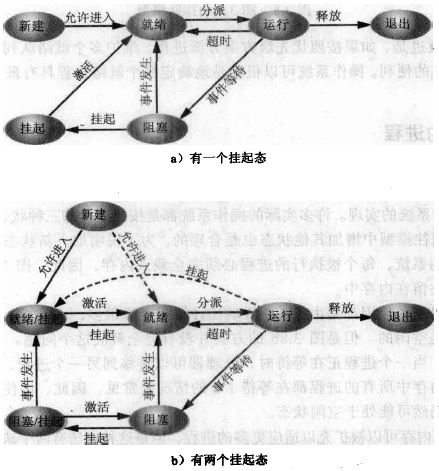 允许进入
分派
释放
新建
就绪
运行
退出
超时
激活
事件发生
事件等待
挂起
挂起
阻塞
a）有一个挂起态
新建
允许进入
允许进入
挂起
激活
分派
释放
就绪/挂起
就绪
运行
退出
挂起
超时
事件发生
事件发生
事件等待
激活
阻塞/挂起
阻塞
挂起
b）有两个挂起态